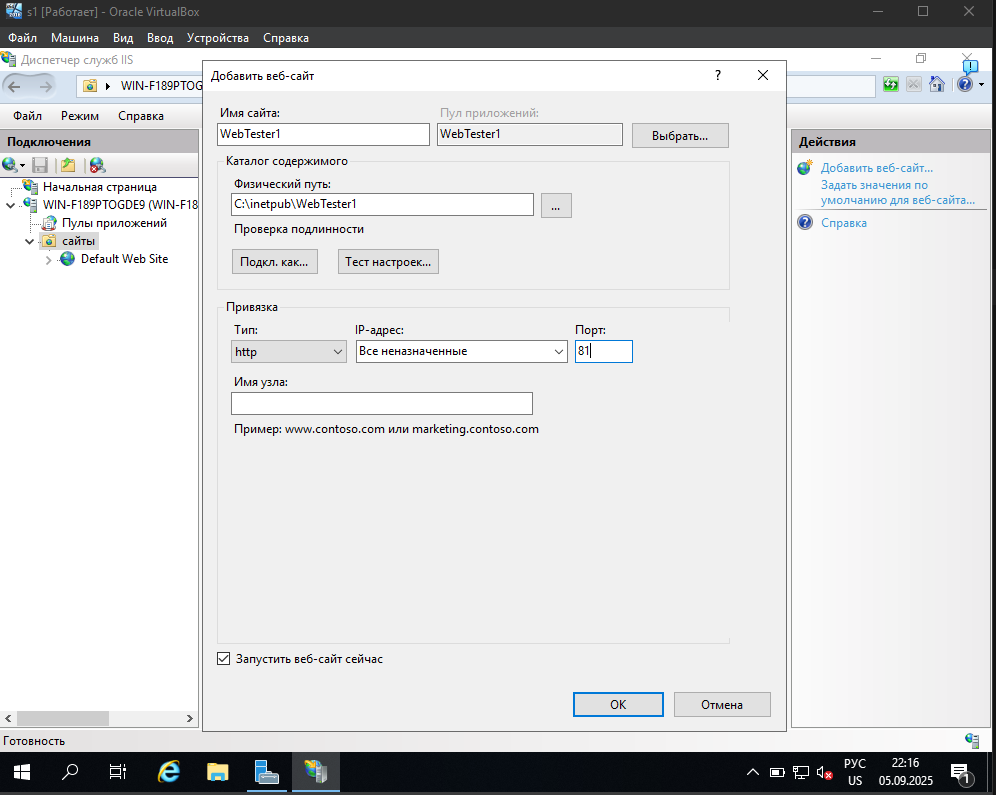 s1 [Работает] - Oracle VirtualBox
Файл Машина Вид Ввод Устройства Справка
Диспетчер служб IIS
WIN-F189PTOG
Файл Режим Справка
Подключения
Начальная страница
WIN-F189PTOGDE9 (WIN-F18
Пулы приложений
сайты
Default Web Site
Добавить веб-сайт
?
Имя сайта: Пул приложений:
WebTester1 WebTester1 Выбрать...
Каталог содержимого
Физический путь:
C:\inetpub\WebTester1 ...
Проверка подлинности
Подкл. как... Тест настроек...
Привязка
Тип: IP-адрес: Порт:
http Все неназначенные 81
Имя узла:
Пример: www.contoso.com или marketing.contoso.com
Запустить веб-сайт сейчас
OK Отмена
Действия
Добавить веб-сайт...
Задать значения по
умолчанию для веб-сайта...
Справка
Готовность
РУС 22:16
US 05.09.2025
1